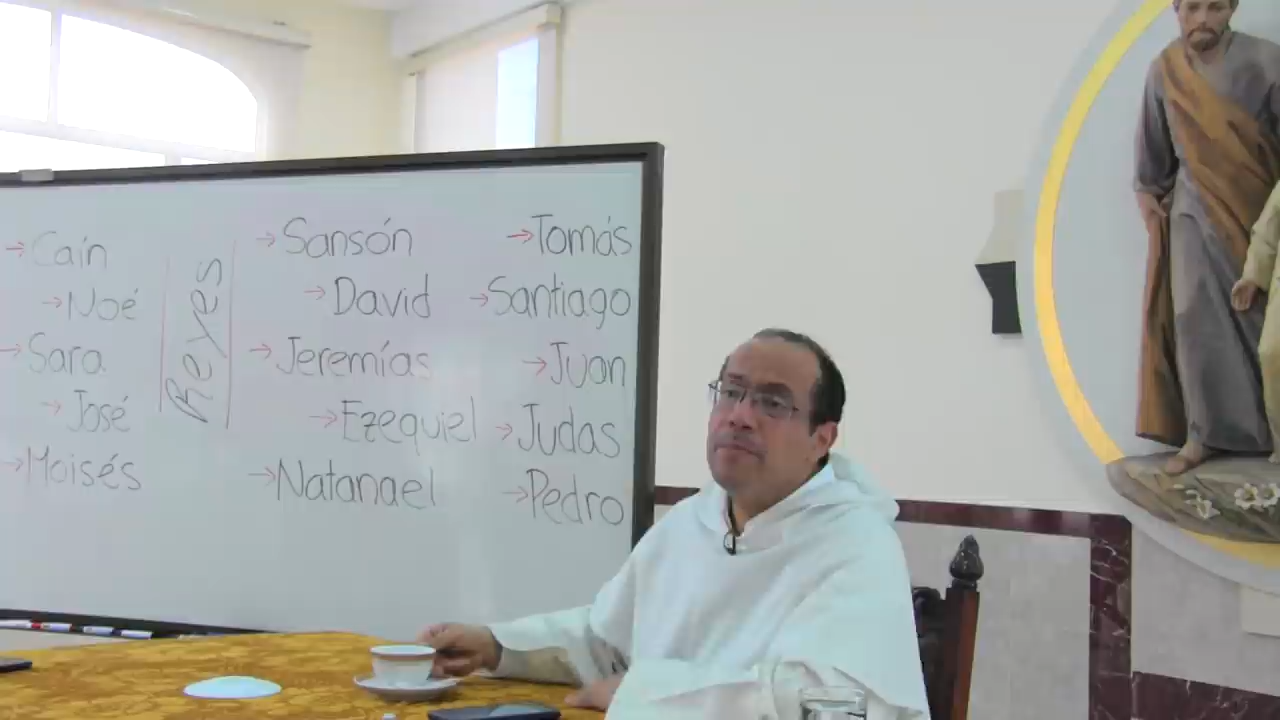 →Caín
→Noé
→Sara
→José
→Moisés
Reyes
→Sansón
→David
→Jeremías
→Ezequiel
→Natanael
→Tomás
→Santiago
→Juan
→Judas
→Pedro